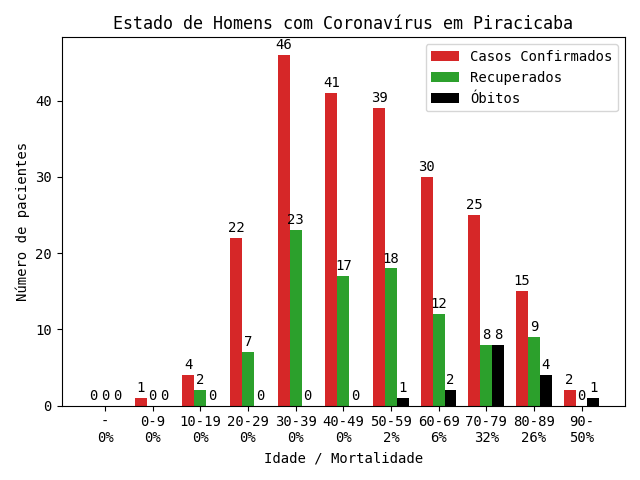 Estado de Homens com Coronavírus em Piracicaba
Casos Confirmados
Recuperados
Óbitos
Número de pacientes
40
30
20
10
0
0 0 0
1 0 0
4 2 0
22 7 0
46 23 0
41 17 0
39 18 1
30 12 2
25 8 8
15 9 4
2 0 1
- 0-9 10-19 20-29 30-39 40-49 50-59 60-69 70-79 80-89 90-
0% 0% 0% 0% 0% 0% 2% 6% 32% 26% 50%
Idade / Mortalidade